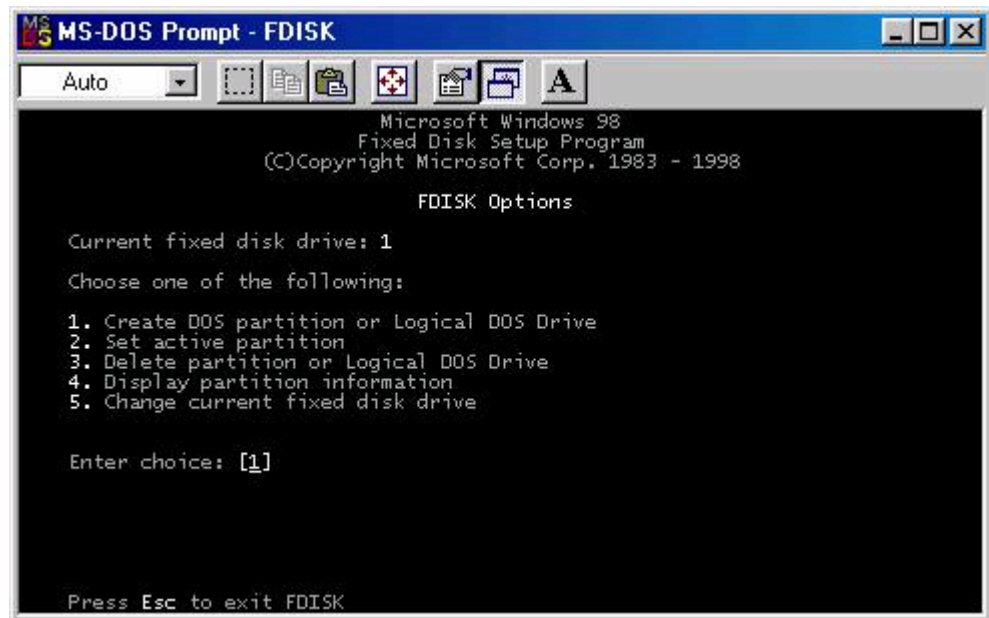 MS-DOS Prompt - FDISK
Auto
A
Microsoft Windows 98
Fixed Disk Setup Program
(C)Copyright Microsoft Corp. 1983 - 1998
FDISK Options
Current fixed disk drive: 1
Choose one of the following:
1. Create DOS partition or Logical DOS Drive
2. Set active partition
3. Delete partition or Logical DOS Drive
4. Display partition information
5. Change current fixed disk drive
Enter choice: [1]
Press Esc to exit FDISK